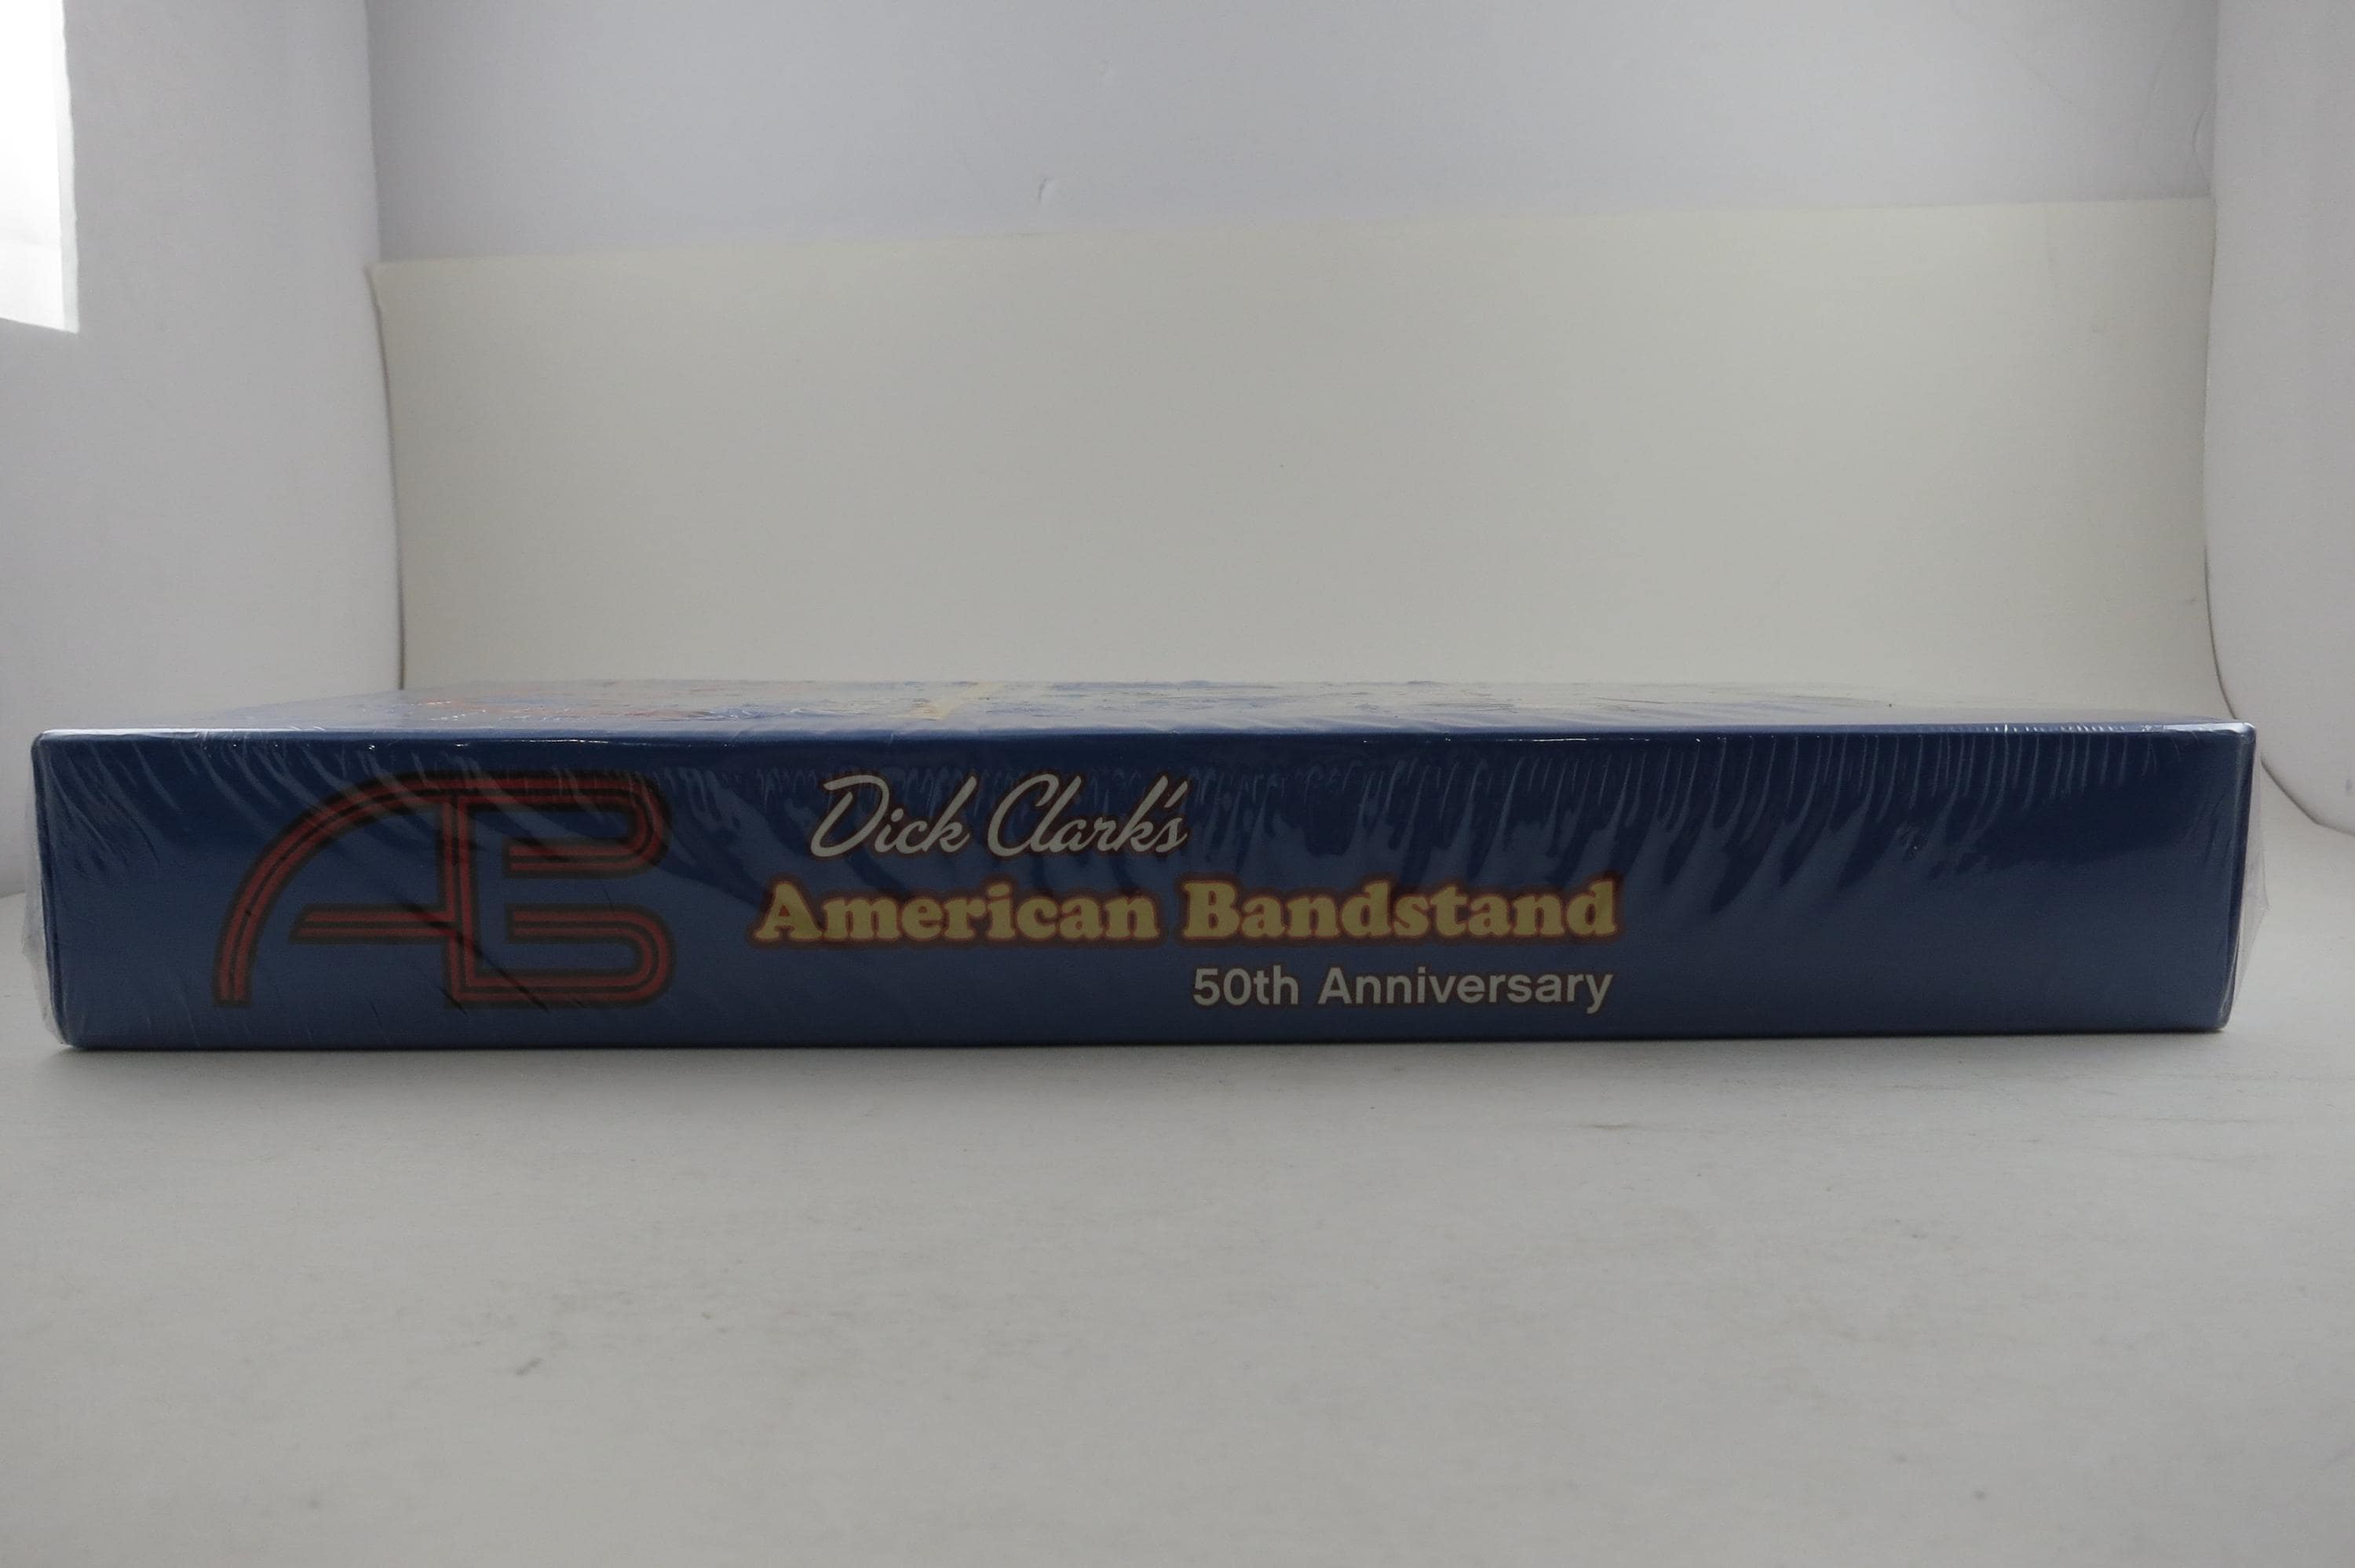 AB
Dick Clark's
American Bandstand
50th Anniversary